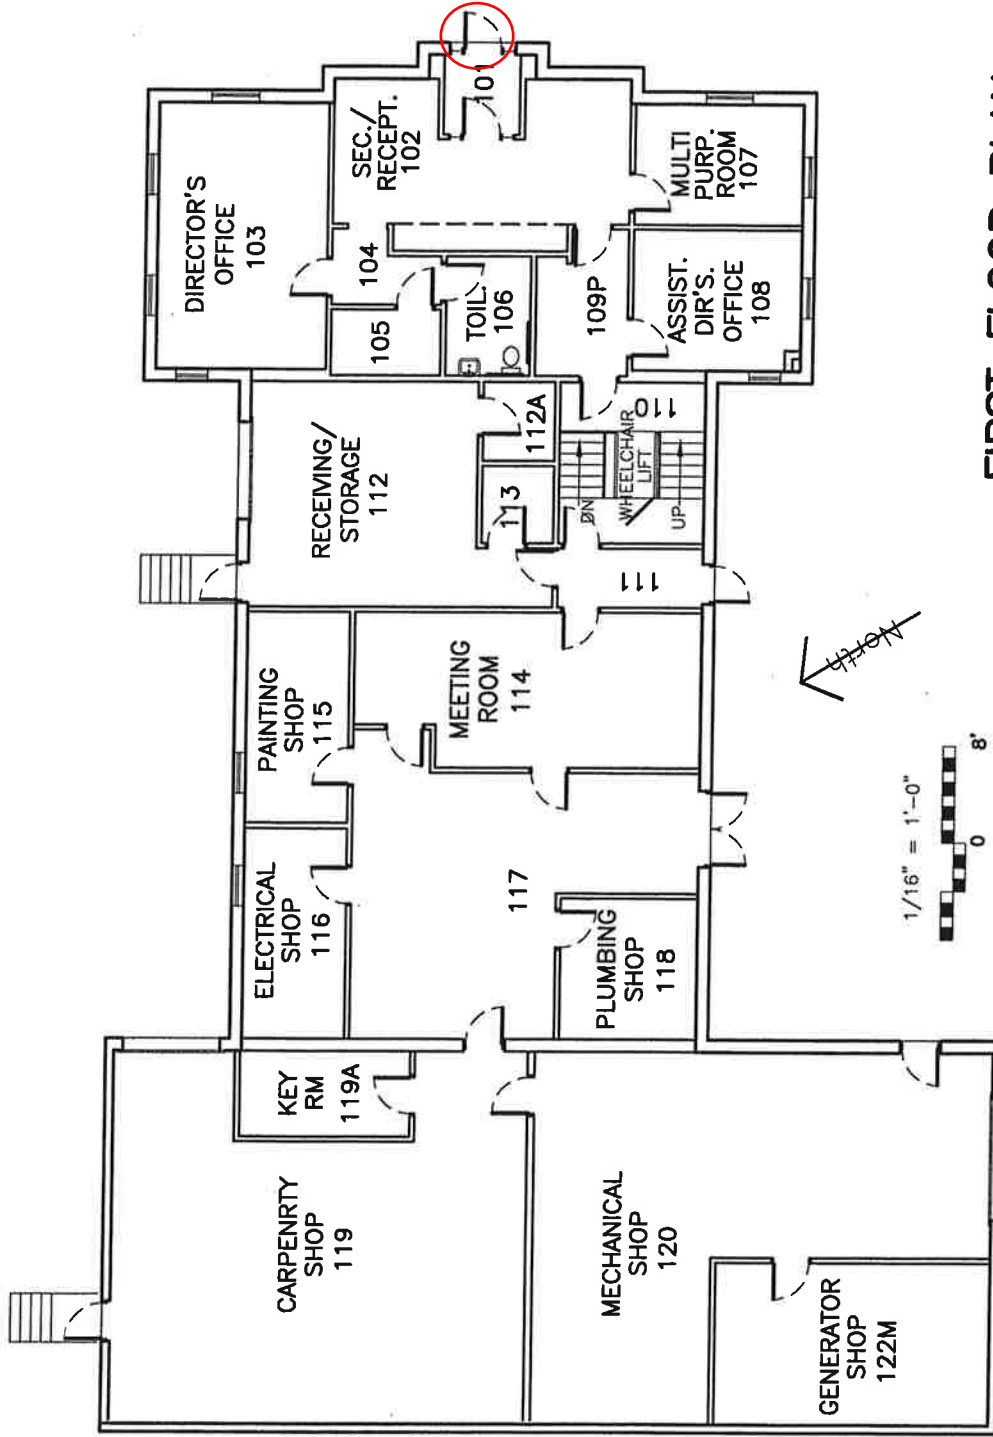 101
SEC./
RECEPT.
102
DIRECTOR'S
OFFICE
103
104
105
TOIL.
106
MULTI
PURP.
ROOM
107
ASSIST.
DIR'S.
OFFICE
108
109P
110
RECEIVING/
STORAGE
112
112A
113
DN
WHEELCHAIR
LIFT
UP
111
PAINTING
SHOP
115
MEETING
ROOM
114
ELECTRICAL
SHOP
116
117
PLUMBING
SHOP
118
KEY
RM
119A
CARPENRTY
SHOP
119
MECHANICAL
SHOP
120
GENERATOR
SHOP
122M
North
1/16" = 1'-0"
0
8'
FIRST FLOOR PLAN